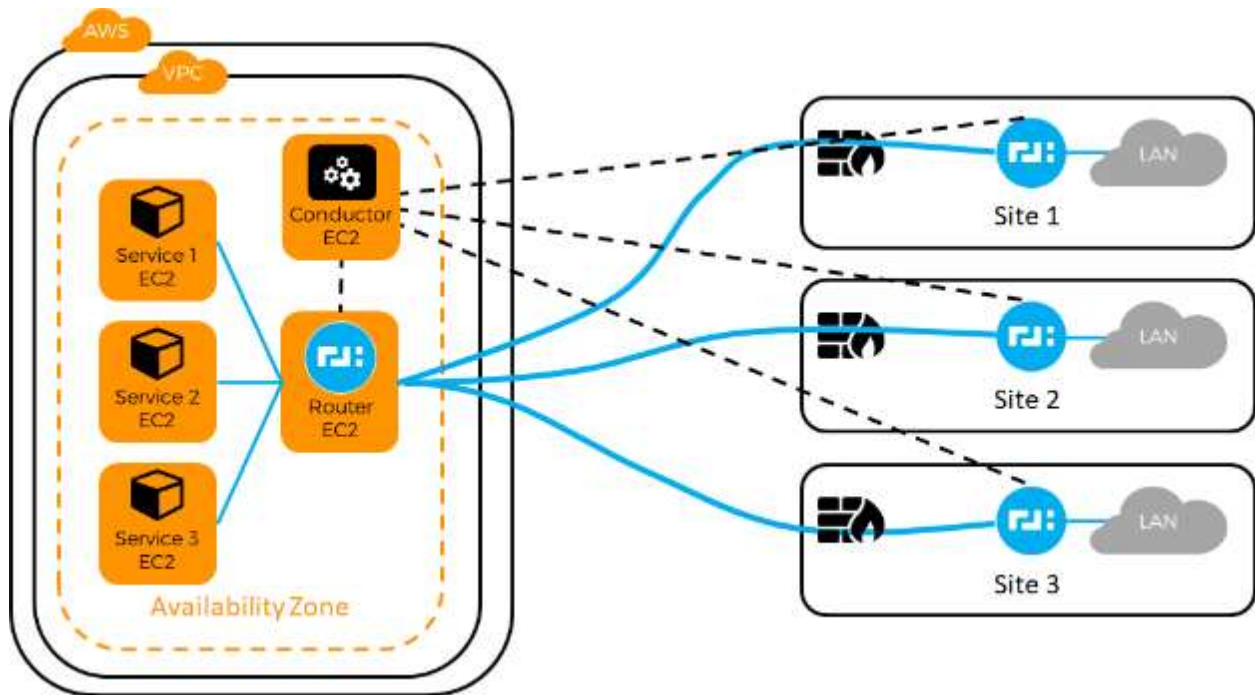 AWS
VPC
Conductor
EC2
Service 1
EC2
Service 2
EC2
Router
EC2
Service 3
EC2
Availability Zone
LAN
Site 1
LAN
Site 2
LAN
Site 3